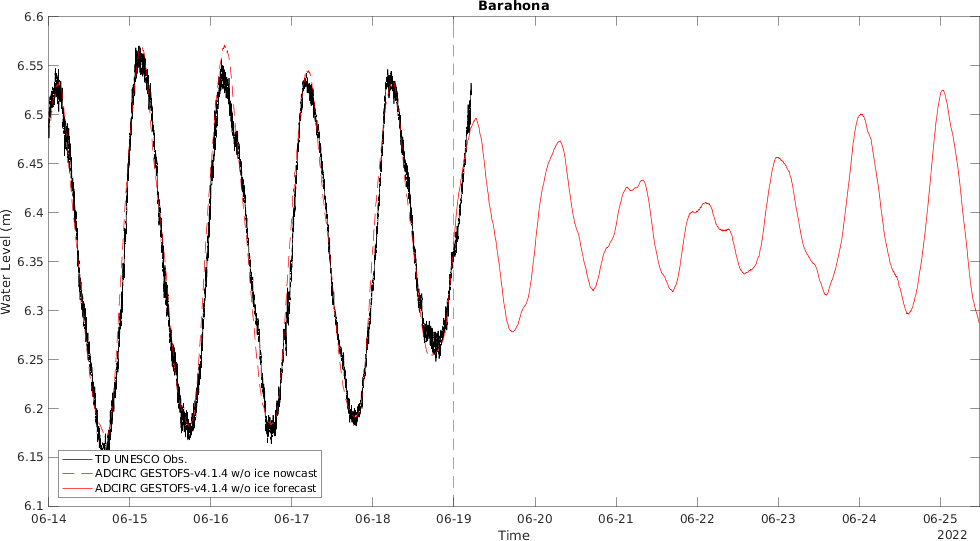 Barahona
6.6
6.55
6.5
6.45
6.4
6.35
6.3
6.25
6.2
6.15
6.1
Water Level (m)
TD UNESCO Obs.
ADCIRC GESTOFS-v4.1.4 w/o ice nowcast
ADCIRC GESTOFS-v4.1.4 w/o ice forecast
06-14 06-15 06-16 06-17 06-18 06-19 06-20 06-21 06-22 06-23 06-24 06-25
Time
2022